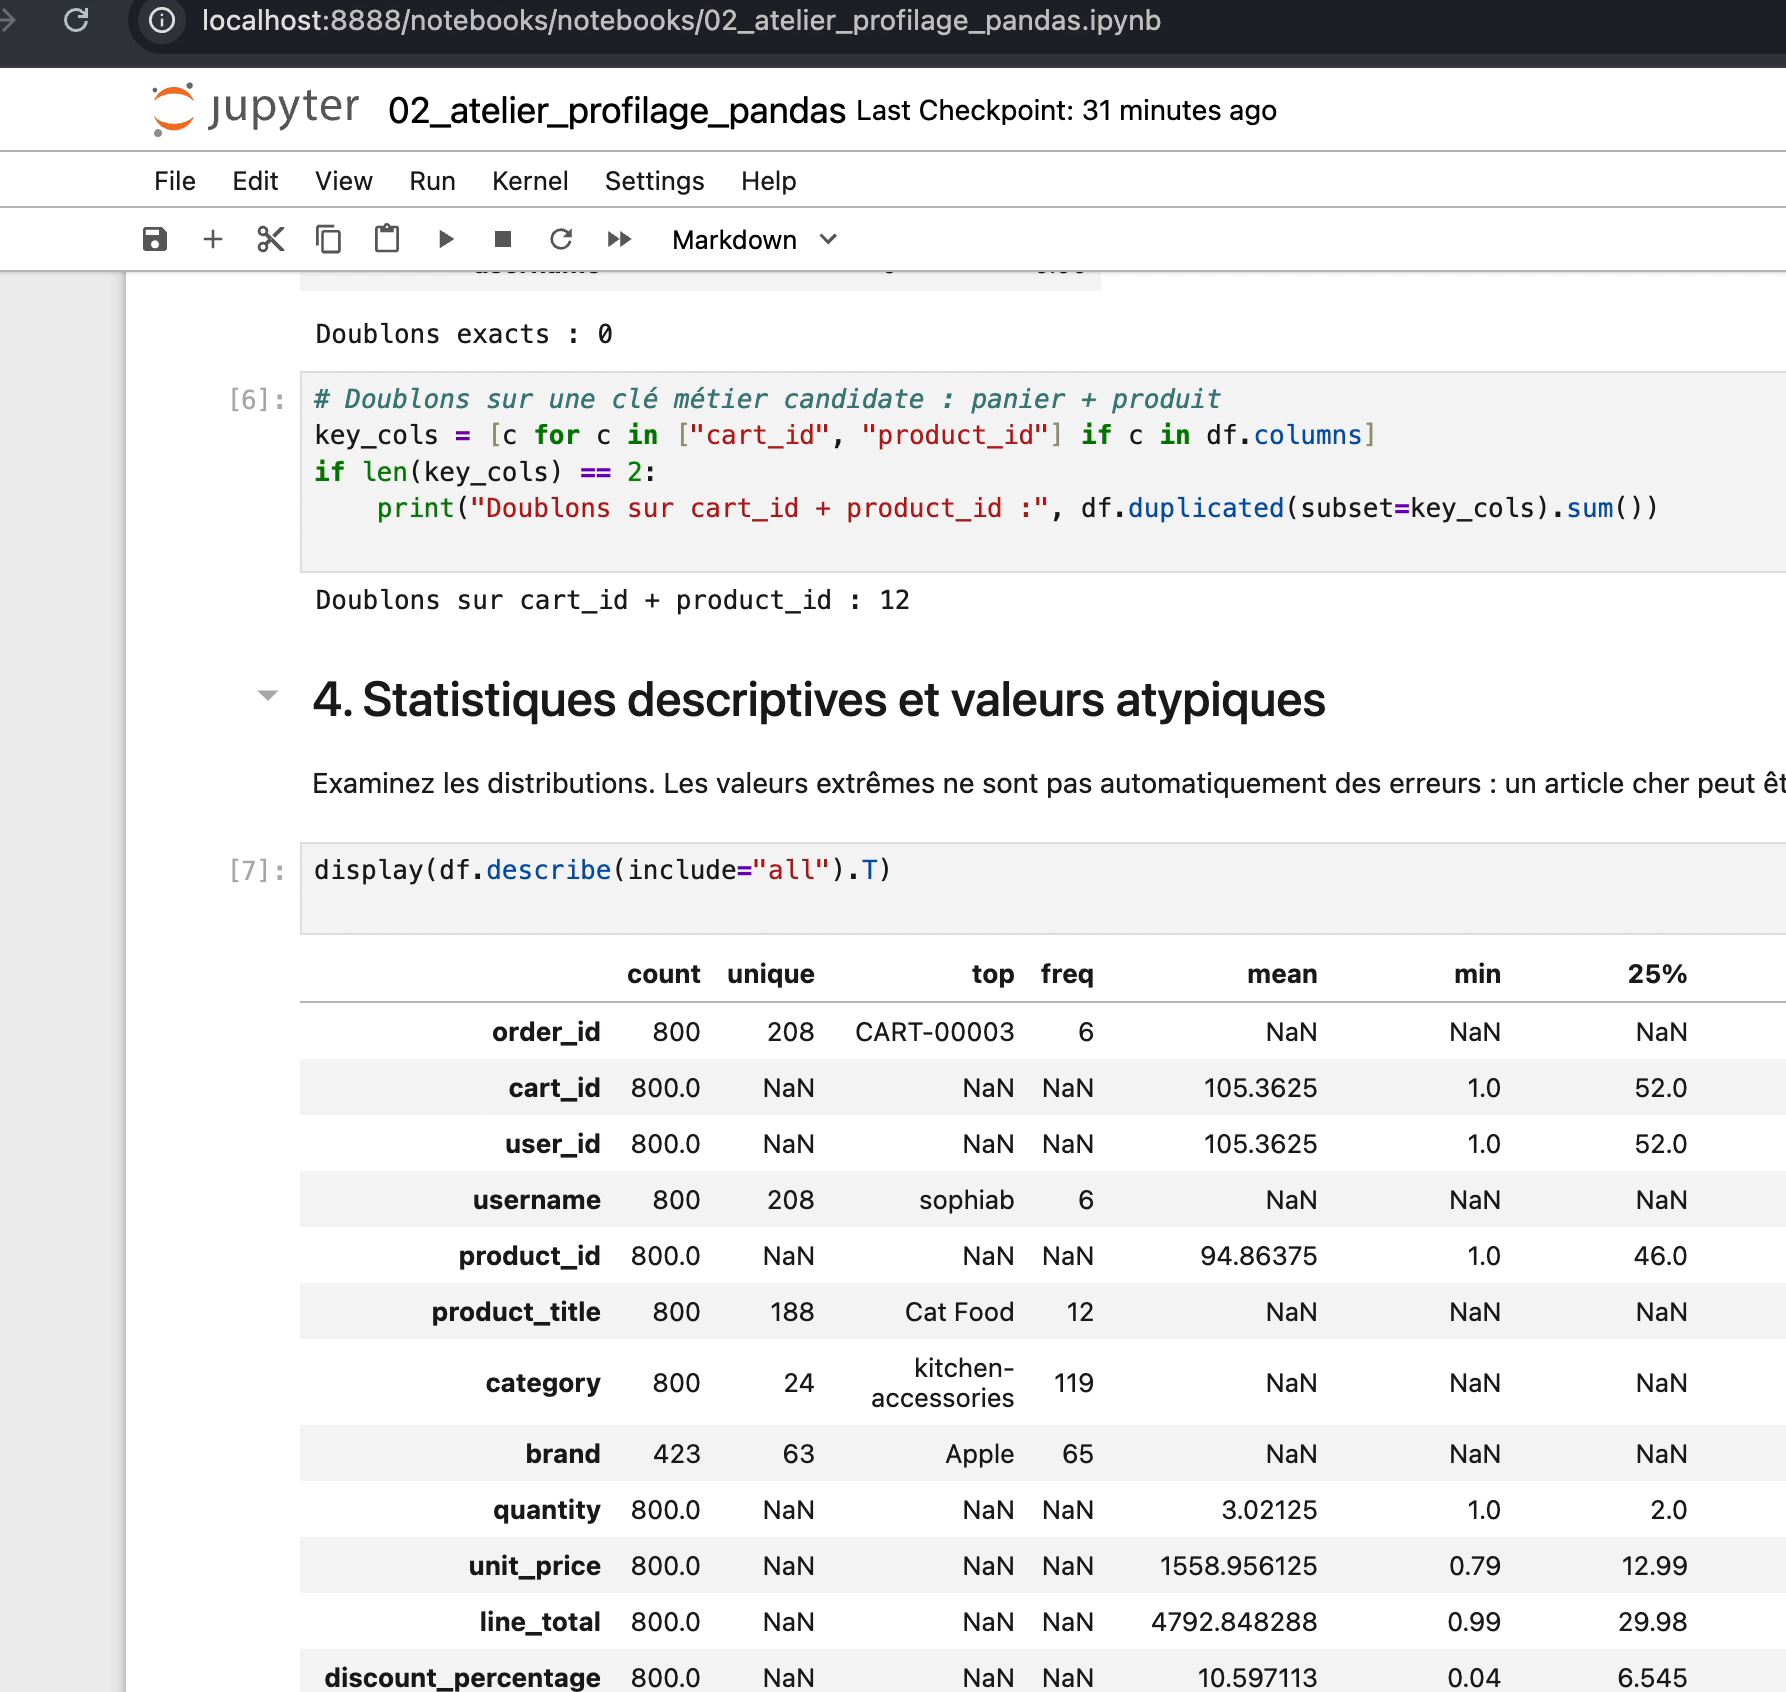 localhost:8888/notebooks/notebooks/02_atelier_profilage_pandas.ipynb
jupyter 02_atelier_profilage_pandas Last Checkpoint: 31 minutes ago
File Edit View Run Kernel Settings Help
Markdown
Doublons exacts : 0
[6]: # Doublons sur une clé métier candidate : panier + produit
key_cols = [c for c in ["cart_id", "product_id"] if c in df.columns]
if len(key_cols) == 2:
    print("Doublons sur cart_id + product_id :", df.duplicated(subset=key_cols).sum())
Doublons sur cart_id + product_id : 12
4. Statistiques descriptives et valeurs atypiques
Examinez les distributions. Les valeurs extrêmes ne sont pas automatiquement des erreurs : un article cher peut êt
[7]: display(df.describe(include="all").T)
count unique top freq mean min 25%
order_id 800 208 CART-00003 6 NaN NaN NaN
cart_id 800.0 NaN NaN NaN 105.3625 1.0 52.0
user_id 800.0 NaN NaN NaN 105.3625 1.0 52.0
username 800 208 sophiab 6 NaN NaN NaN
product_id 800.0 NaN NaN NaN 94.86375 1.0 46.0
product_title 800 188 Cat Food 12 NaN NaN NaN
category 800 24 kitchen-accessories 119 NaN NaN NaN
brand 423 63 Apple 65 NaN NaN NaN
quantity 800.0 NaN NaN NaN 3.02125 1.0 2.0
unit_price 800.0 NaN NaN NaN 1558.956125 0.79 12.99
line_total 800.0 NaN NaN NaN 4792.848288 0.99 29.98
discount_percentage 800.0 NaN NaN NaN 10.597113 0.04 6.545